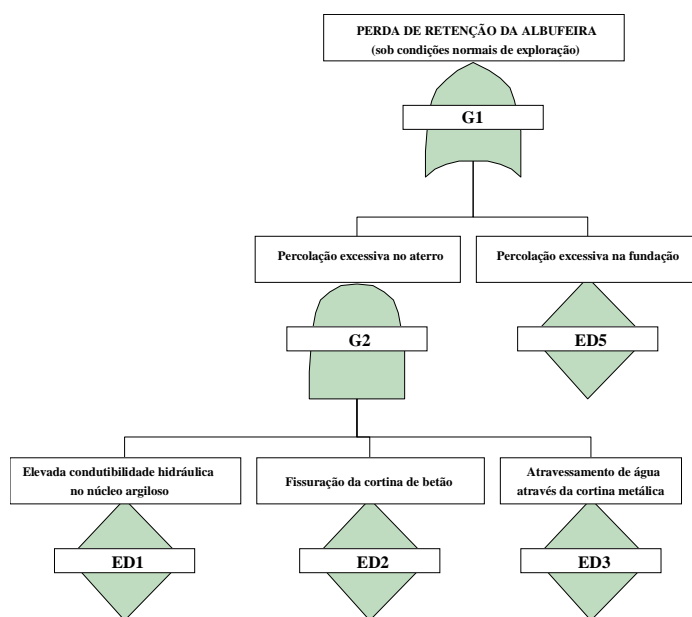 PERDA DE RETENÇÃO DA ALBUFEIRA
(sob condições normais de exploração)
G1
Percolação excessiva no aterro
Percolação excessiva na fundação
G2
ED5
Elevada condutibilidade hidráulica
no núcleo argiloso
Fissuração da cortina de betão
Atravessamento de água
através da cortina metálica
ED1
ED2
ED3